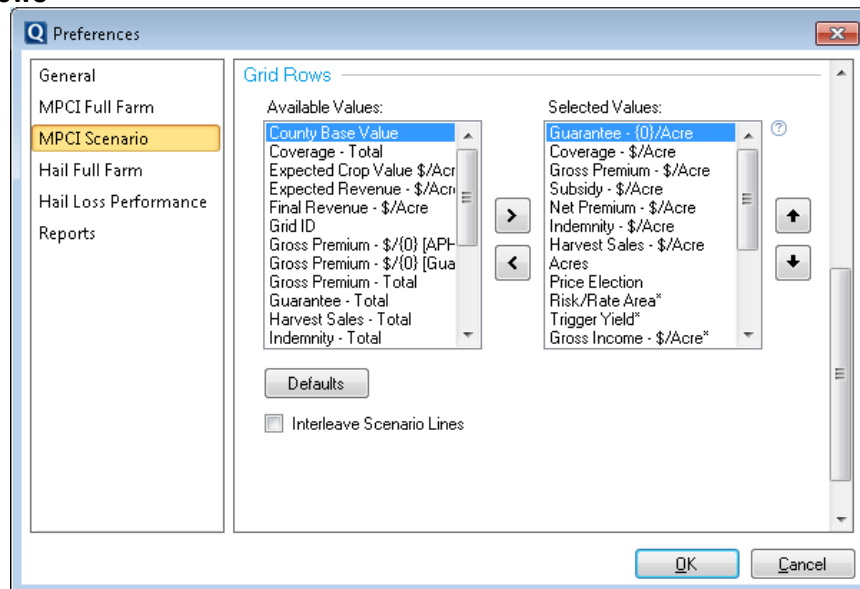 Q Preferences
General
MPCI Full Farm
MPCI Scenario
Hail Full Farm
Hail Loss Performance
Reports
Grid Rows
Available Values:
County Base Value
Coverage - Total
Expected Crop Value $/Acr
Expected Revenue - $/Acr
Final Revenue - $/Acre
Grid ID
Gross Premium - $/{0} [APH
Gross Premium - $/{0} [Gua
Gross Premium - Total
Guarantee - Total
Harvest Sales - Total
Indemnity - Total
>
<
Selected Values:
Guarantee - {0}/Acre
Coverage - $/Acre
Gross Premium - $/Acre
Subsidy - $/Acre
Net Premium - $/Acre
Indemnity - $/Acre
Harvest Sales - $/Acre
Acres
Price Election
Risk/Rate Area*
Trigger Yield*
Gross Income - $/Acre*
?
Defaults
Interleave Scenario Lines
OK
Cancel